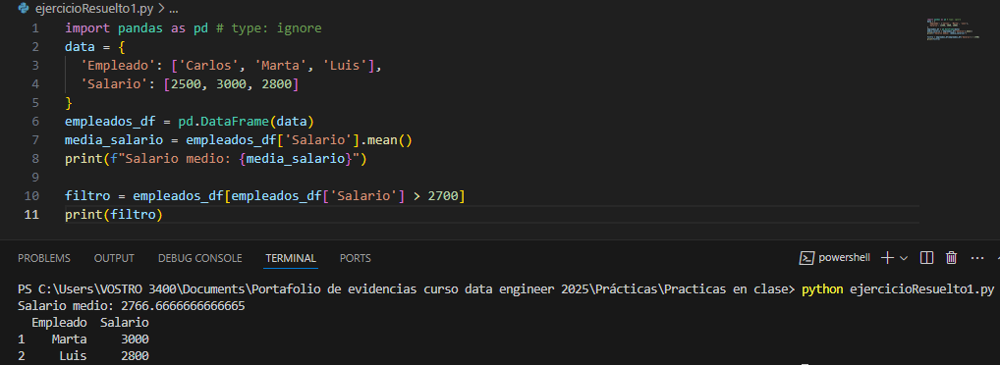 ejercicioResuelto1.py > ...
1 import pandas as pd # type: ignore
2 data = {
3 'Empleado': ['Carlos', 'Marta', 'Luis'],
4 'Salario': [2500, 3000, 2800]
5 }
6 empleados_df = pd.DataFrame(data)
7 media_salario = empleados_df['Salario'].mean()
8 print(f"Salario medio: {media_salario}")
9
10 filtro = empleados_df[empleados_df['Salario'] > 2700]
11 print(filtro)
PROBLEMS OUTPUT DEBUG CONSOLE TERMINAL PORTS powershell
PS C:\Users\VOSTRO 3400\Documents\Portafolio de evidencias curso data engineer 2025\Prácticas\Practicas en clase> python ejercicioResuelto1.py
Salario medio: 2766.6666666666665
Empleado Salario
1 Marta 3000
2 Luis 2800